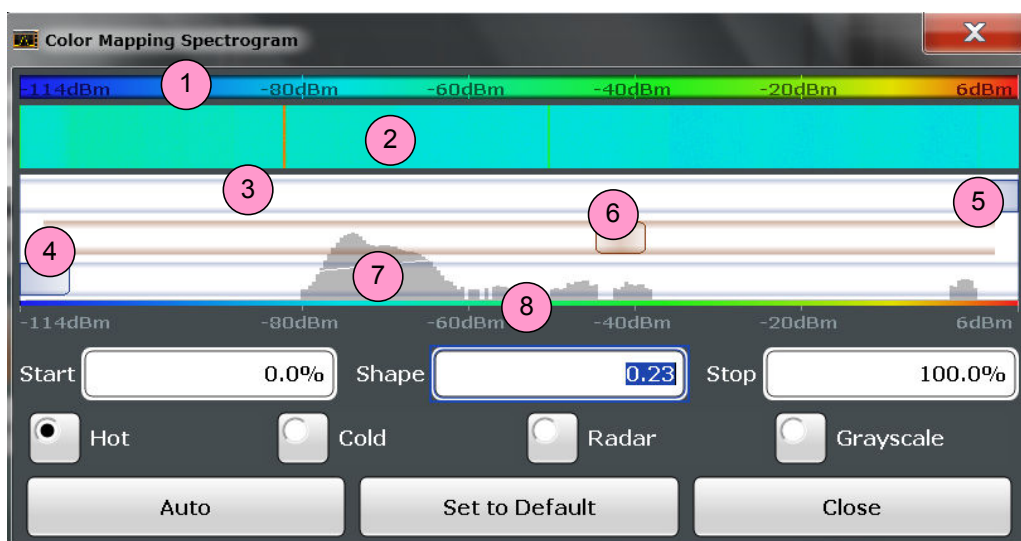 Color Mapping Spectrogram
X
-114dBm 1 -80dBm -60dBm -40dBm -20dBm 6dBm
2
3
5
6
4
7
8
-114dBm -80dBm -60dBm -40dBm -20dBm 6dBm
Start 0.0% Shape 0.23 Stop 100.0%
Hot Cold Radar Grayscale
Auto Set to Default Close